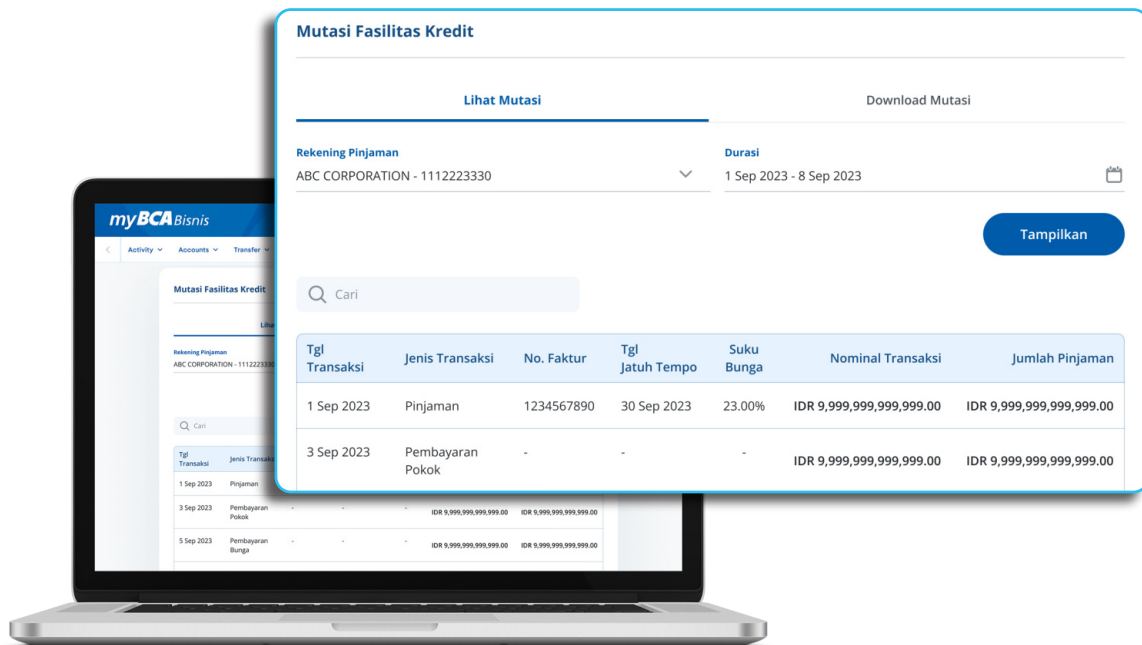 Mutasi Fasilitas Kredit
Lihat Mutasi
Download Mutasi
Rekening Pinjaman
Durasi
ABC CORPORATION - 1112223330
1 Sep 2023 - 8 Sep 2023
Tampilkan
Cari
Tgl Transaksi Jenis Transaksi No. Faktur Tgl Jatuh Tempo Suku Bunga Nominal Transaksi Jumlah Pinjaman
1 Sep 2023 Pinjaman 1234567890 30 Sep 2023 23.00% IDR 9,999,999,999,999.00 IDR 9,999,999,999,999.00
3 Sep 2023 Pembayaran Pokok - - - IDR 9,999,999,999,999.00 IDR 9,999,999,999,999.00
myBCA Bisnis
Activity Accounts Transfer
Mutasi Fasilitas Kredit
Rekening Pinjaman
ABC CORPORATION - 1112223330
Cari
Tgl Transaksi
1 Sep 2023 Pinjaman
3 Sep 2023 Pembayaran Pokok - - - IDR 9,999,999,999,999.00 IDR 9,999,999,999,999.00
5 Sep 2023 Pembayaran Bunga - - - IDR 9,999,999,999,999.00 IDR 9,999,999,999,999.00